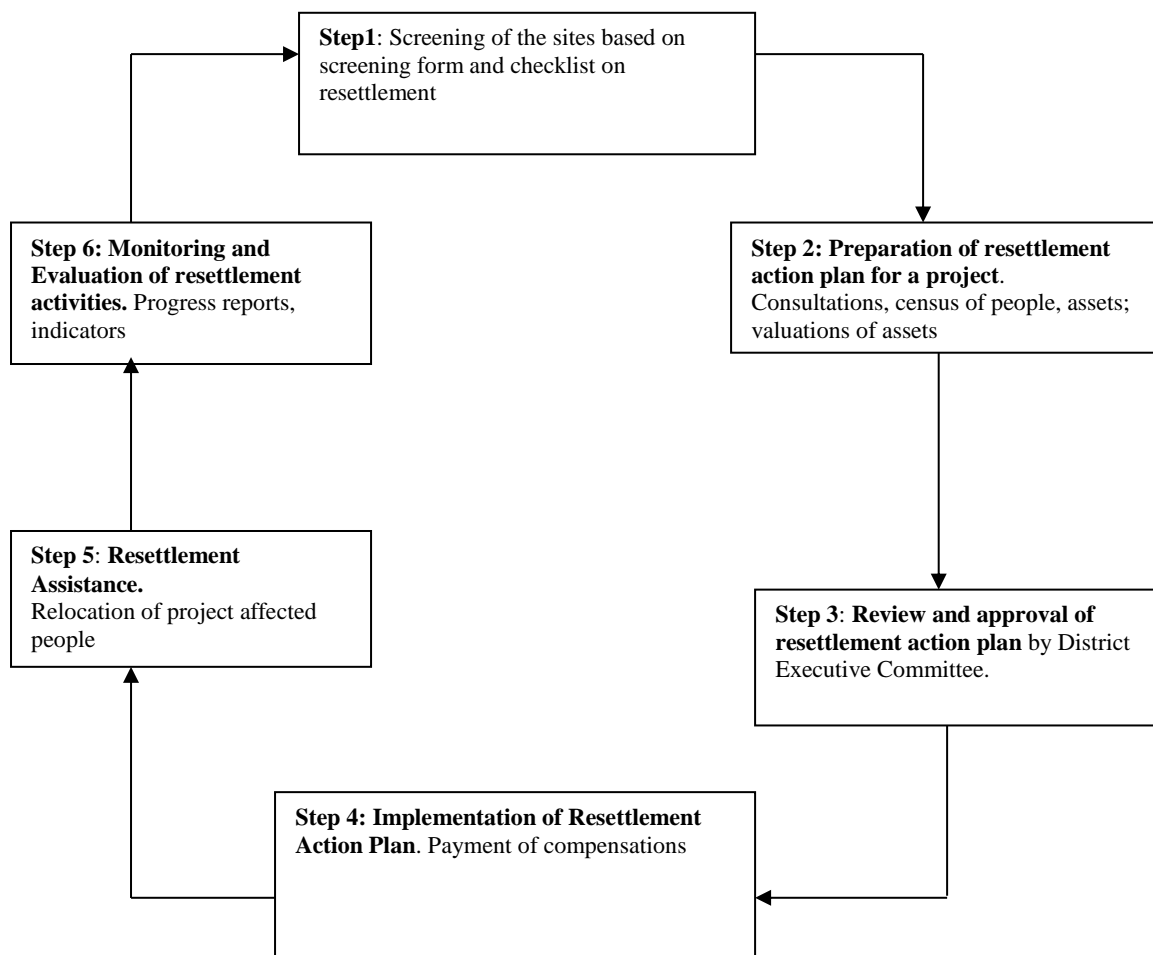 Step1: Screening of the sites based on
screening form and checklist on
resettlement
Step 2: Preparation of resettlement
action plan for a project.
Consultations, census of people, assets;
valuations of assets
Step 3: Review and approval of
resettlement action plan by District
Executive Committee.
Step 4: Implementation of Resettlement
Action Plan. Payment of compensations
Step 5: Resettlement
Assistance.
Relocation of project affected
people
Step 6: Monitoring and
Evaluation of resettlement
activities. Progress reports,
indicators